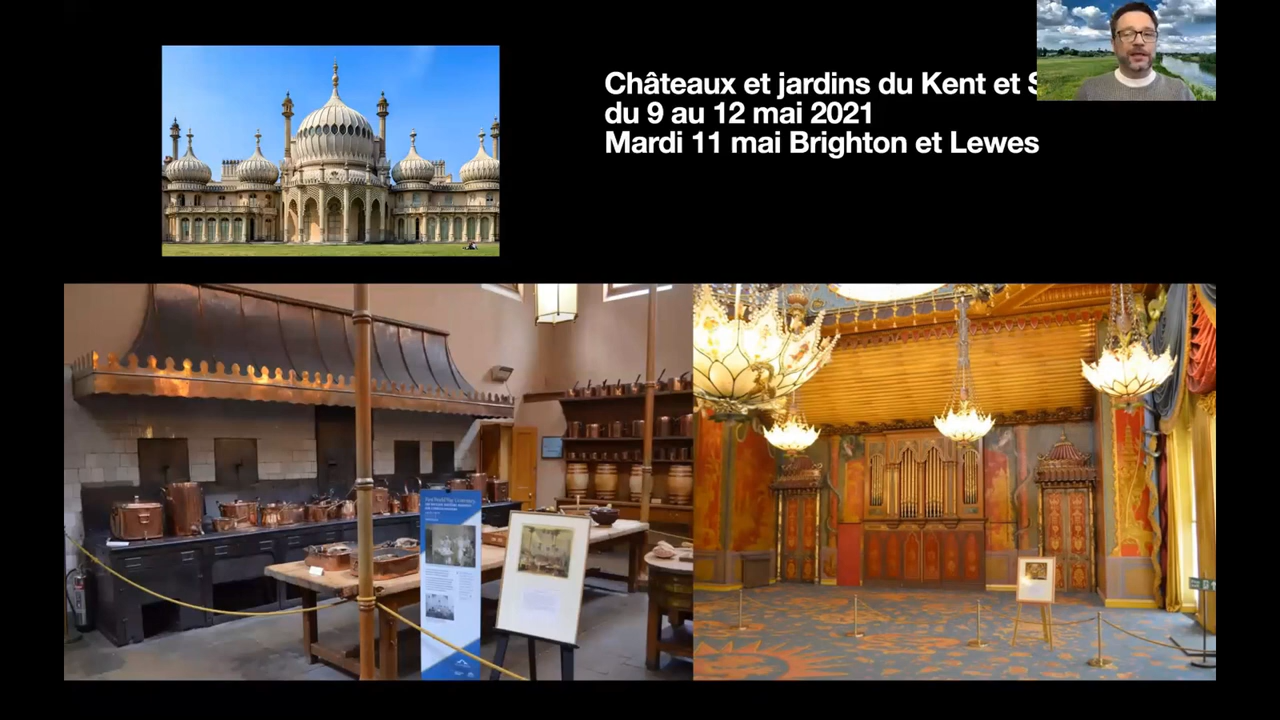 Châteaux et jardins du Kent et S
du 9 au 12 mai 2021
Mardi 11 mai Brighton et Lewes